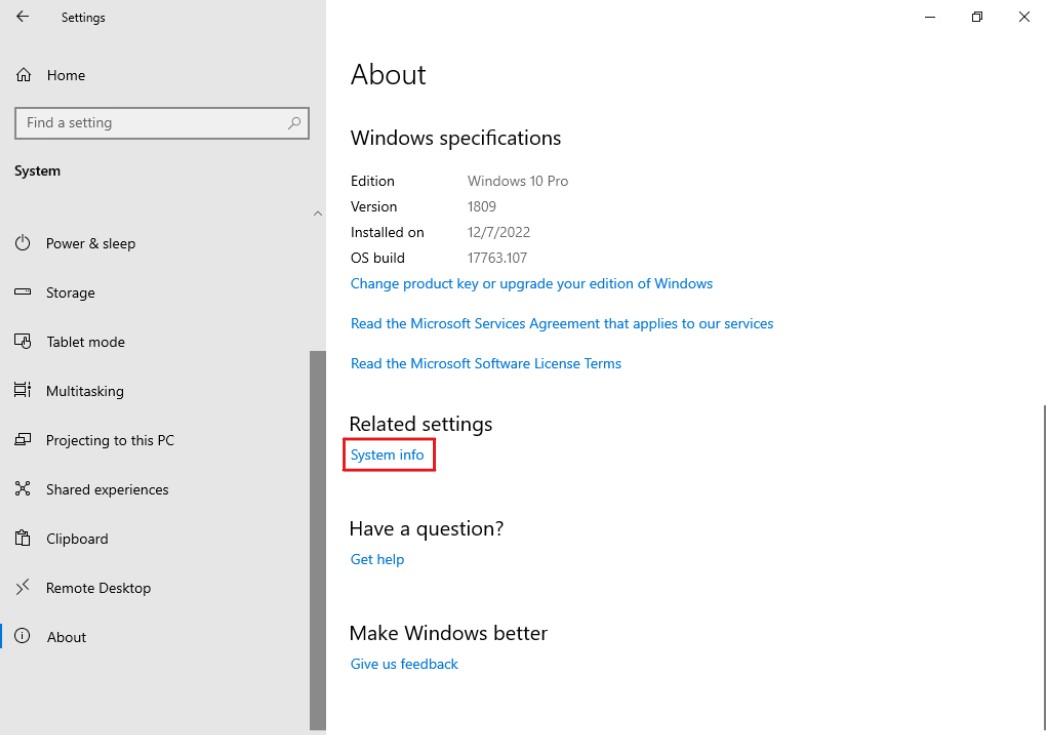 Settings
Home
Find a setting
System
Power & sleep
Storage
Tablet mode
Multitasking
Projecting to this PC
Shared experiences
Clipboard
Remote Desktop
About
About
Windows specifications
Edition Windows 10 Pro
Version 1809
Installed on 12/7/2022
OS build 17763.107
Change product key or upgrade your edition of Windows
Read the Microsoft Services Agreement that applies to our services
Read the Microsoft Software License Terms
Related settings
System info
Have a question?
Get help
Make Windows better
Give us feedback